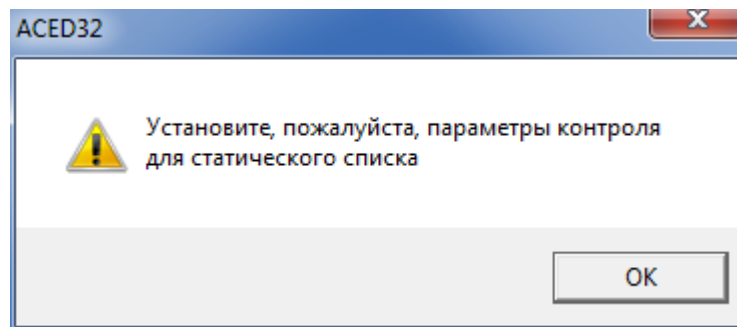 ACED32
Установите, пожалуйста, параметры контроля
для статического списка
OK